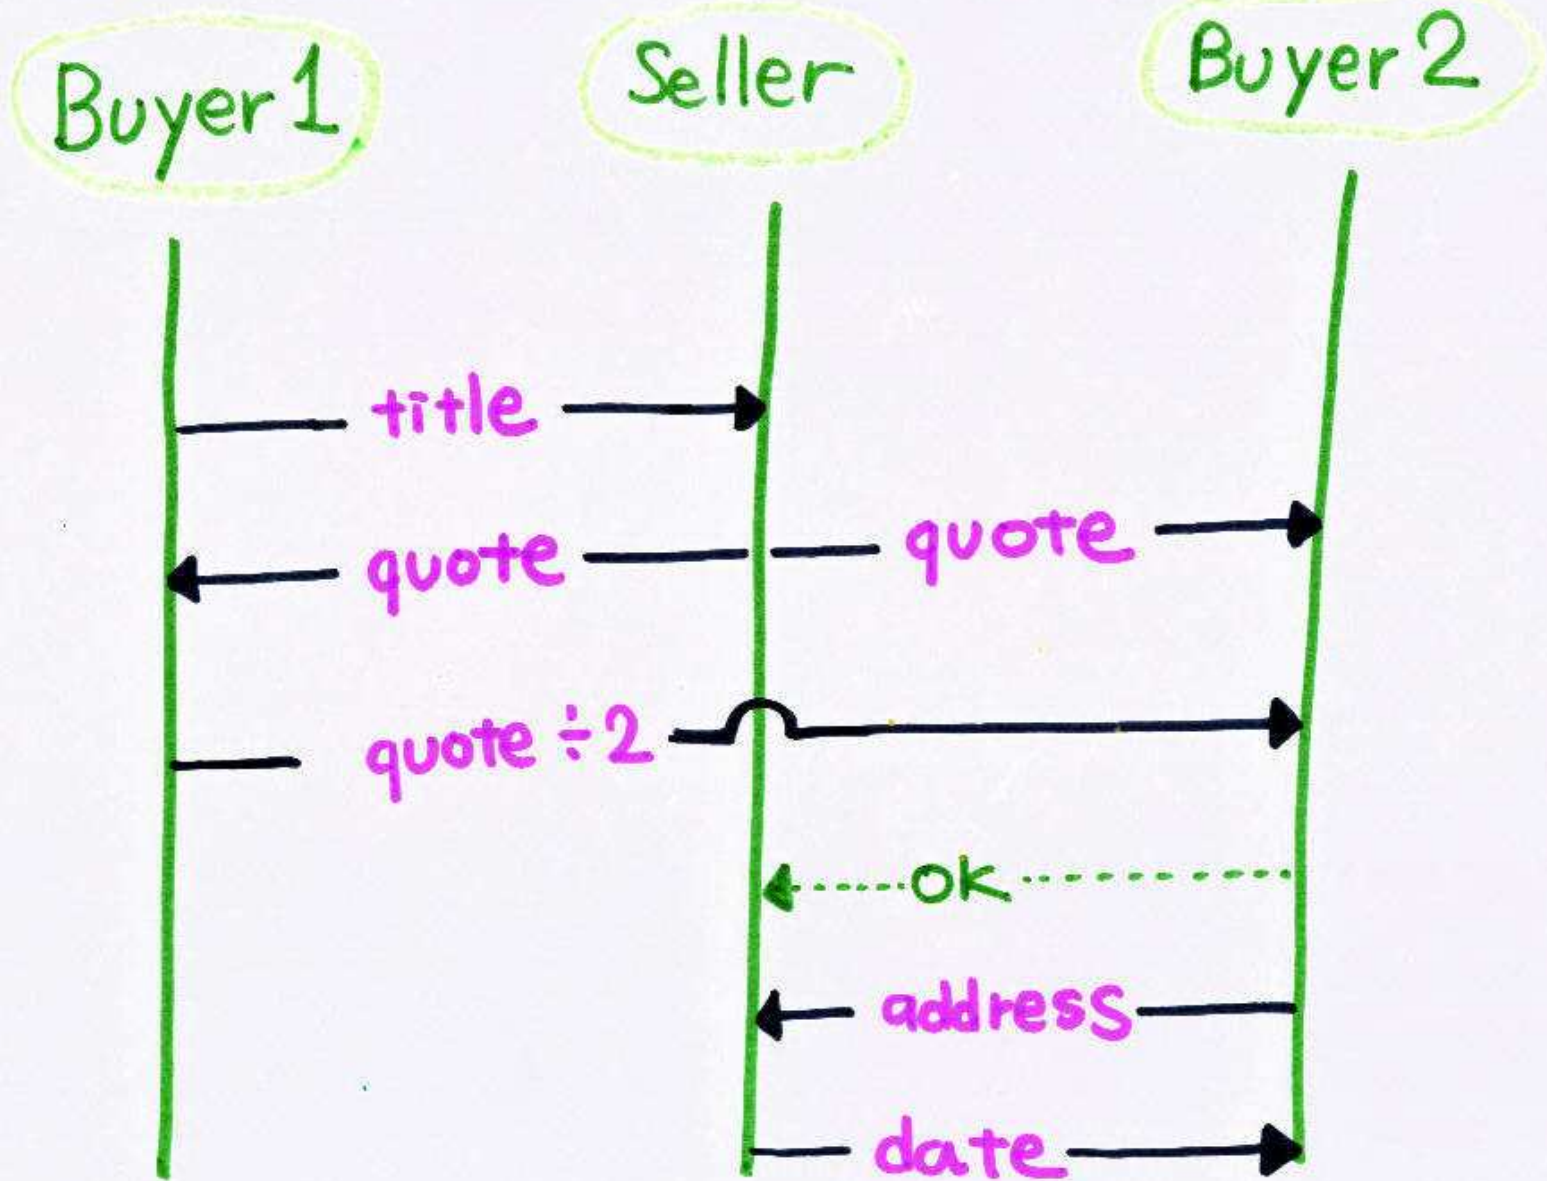 Buyer 1
Seller
Buyer 2
title
quote
quote
quote ÷ 2
ok
address
date